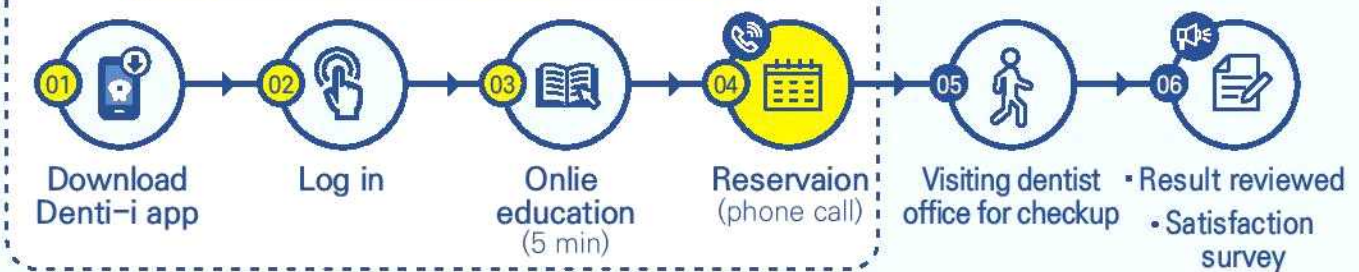 01
Download
Denti-i app
02
Log in
03
Onlie
education
(5 min)
04
Reservaion
(phone call)
05
Visiting dentist
office for checkup
06
▪ Result reviewed
▪ Satisfaction
survey